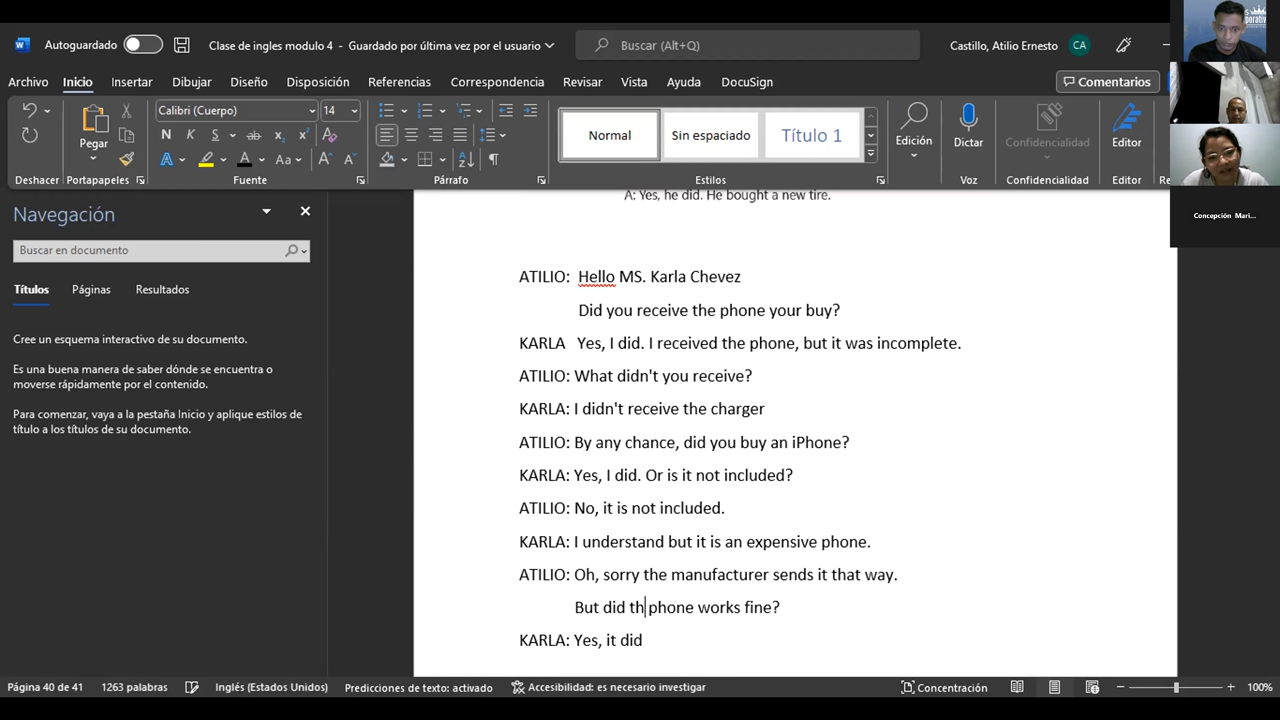 Autoguardado
Clase de ingles modulo 4 - Guardado por última vez por el usuario
Buscar (Alt+Q)
Castillo, Atilio Ernesto
CA
Archivo
Inicio
Insertar
Dibujar
Diseño
Disposición
Referencias
Correspondencia
Revisar
Vista
Ayuda
DocuSign
Comentarios
Calibri (Cuerpo)
14
Pegar
N K S ab x₂ x²
A A Aa A A
Normal
Sin espaciado
Título 1
Edición
Dictar
Confidencialidad
Editor
Deshacer
Portapapeles
Fuente
Párrafo
Estilos
Voz
Confidencialidad
Editor
Navegación
Buscar en documento
Títulos
Páginas
Resultados
Cree un esquema interactivo de su documento.
Es una buena manera de saber dónde se encuentra o
moverse rápidamente por el contenido.
Para comenzar, vaya a la pestaña Inicio y aplique estilos de
título a los títulos de su documento.
A: Yes, he did. He bought a new tire.
ATILIO: Hello MS. Karla Chevez
Did you receive the phone your buy?
KARLA Yes, I did. I received the phone, but it was incomplete.
ATILIO: What didn't you receive?
KARLA: I didn't receive the charger
ATILIO: By any chance, did you buy an iPhone?
KARLA: Yes, I did. Or is it not included?
ATILIO: No, it is not included.
KARLA: I understand but it is an expensive phone.
ATILIO: Oh, sorry the manufacturer sends it that way.
But did th phone works fine?
KARLA: Yes, it did
Concepción Mari...
Página 40 de 41
1263 palabras
Inglés (Estados Unidos)
Predicciones de texto: activado
Accesibilidad: es necesario investigar
Concentración
100%